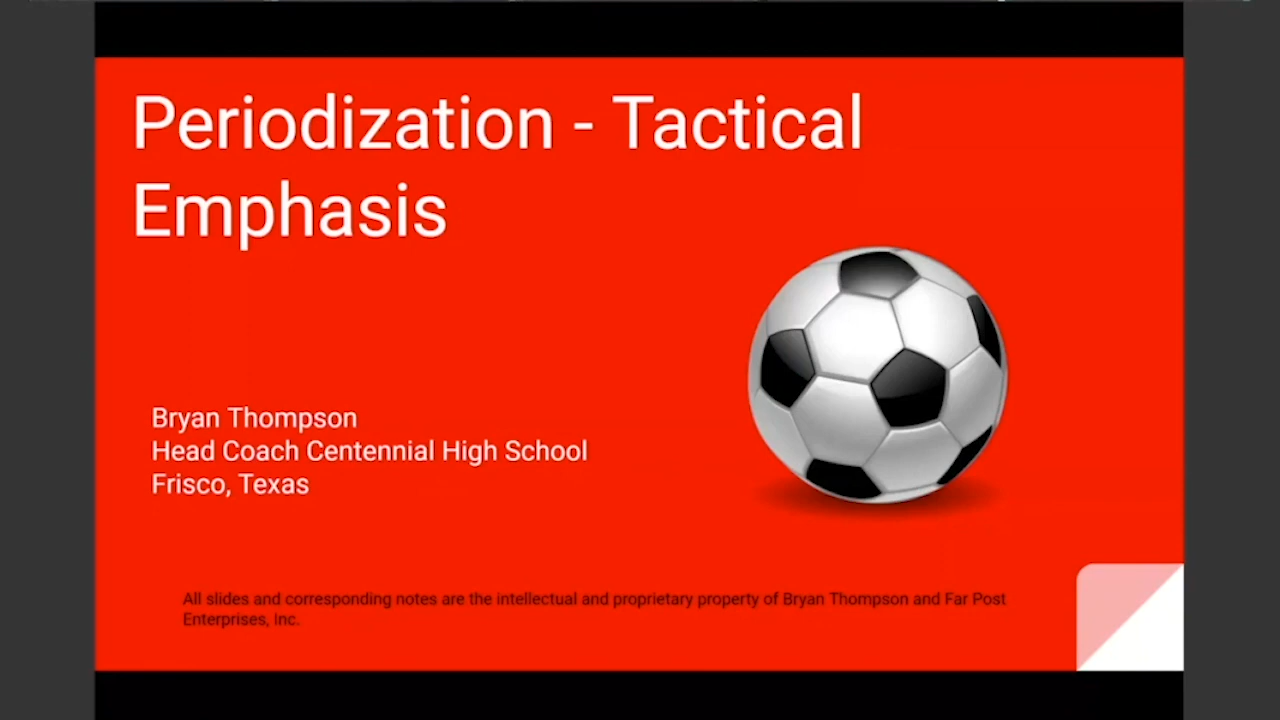 Periodization - Tactical
Emphasis
Bryan Thompson
Head Coach Centennial High School
Frisco, Texas
All slides and corresponding notes are the intellectual and proprietary property of Bryan Thompson and Far Post
Enterprises, Inc.